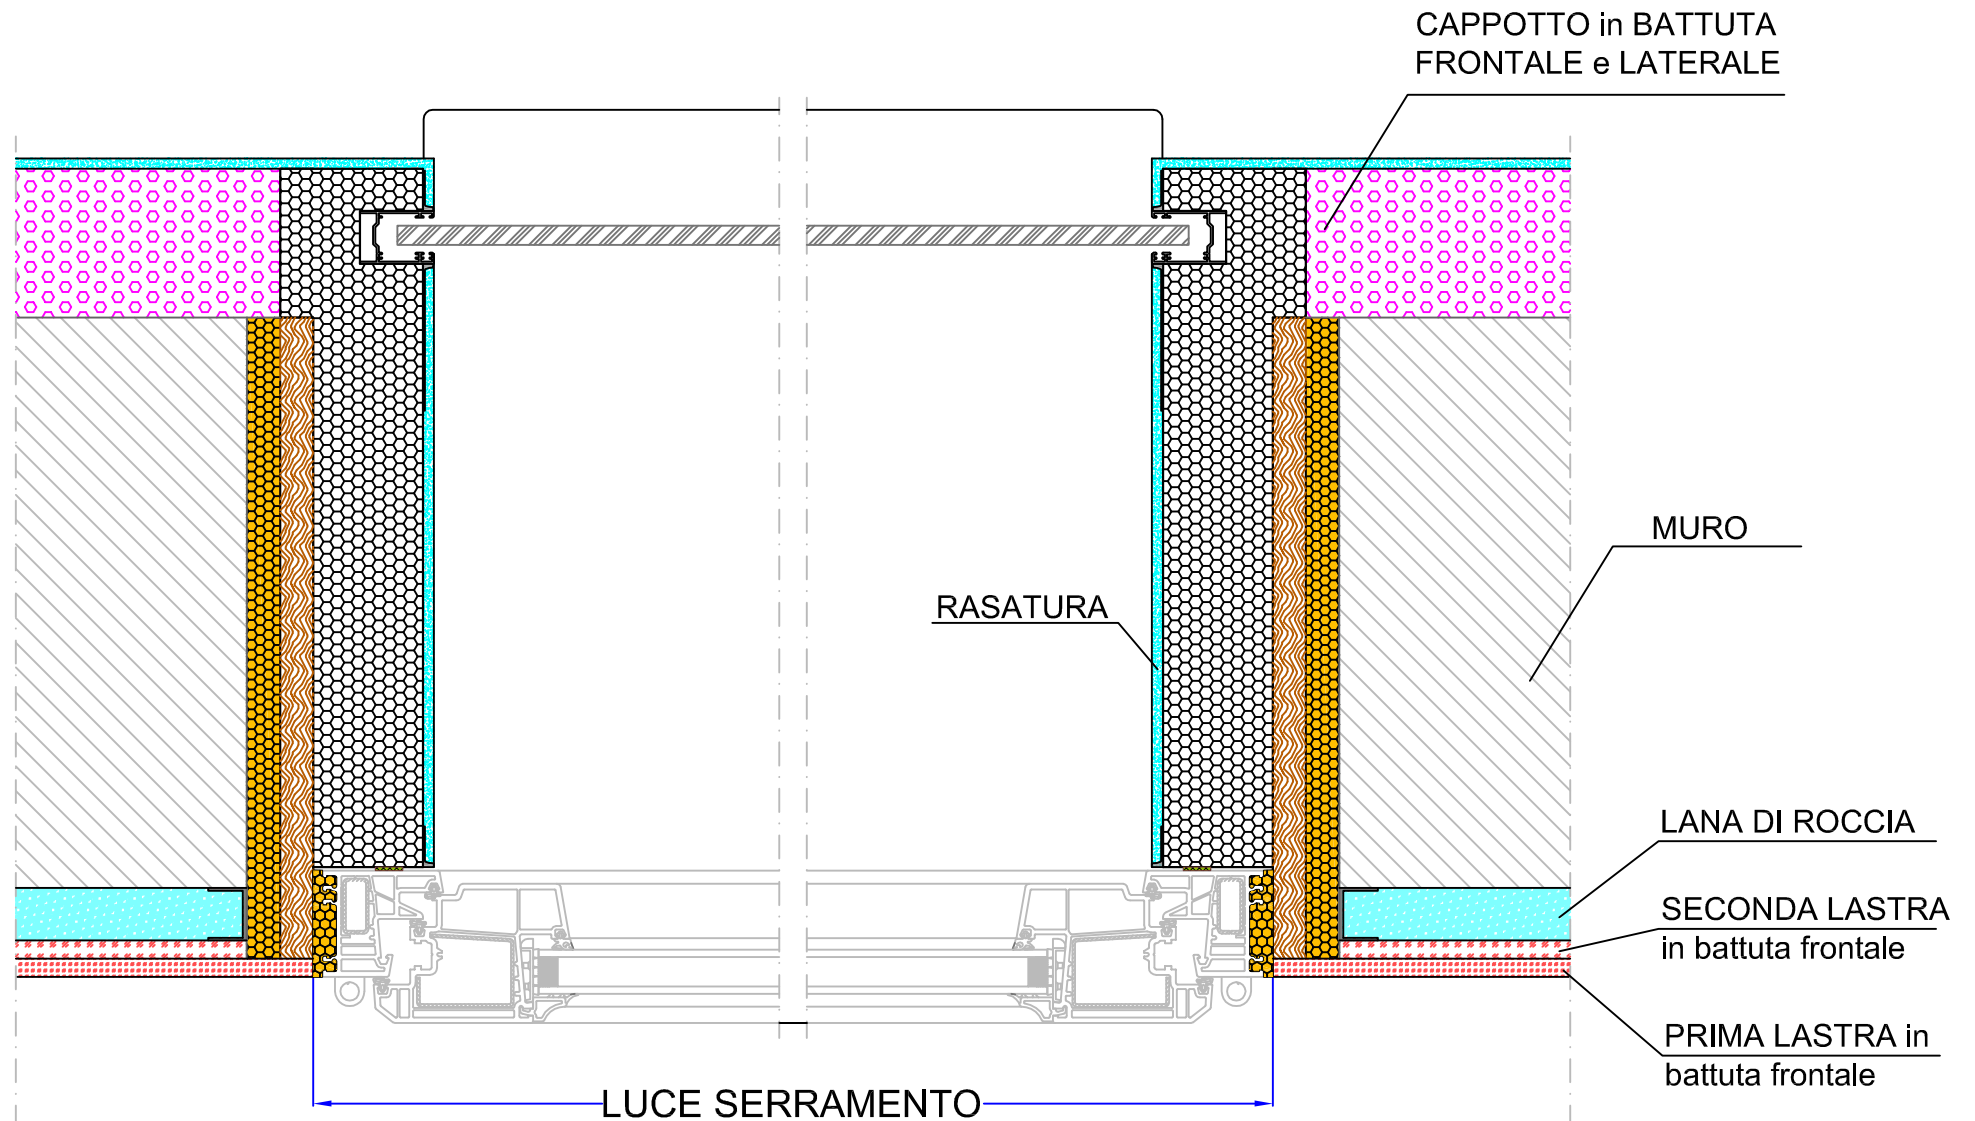 CAPPOTTO in BATTUTA
FRONTALE e LATERALE
MURO
RASATURA
LANA DI ROCCIA
SECONDA LASTRA
in battuta frontale
PRIMA LASTRA in
battuta frontale
LUCE SERRAMENTO